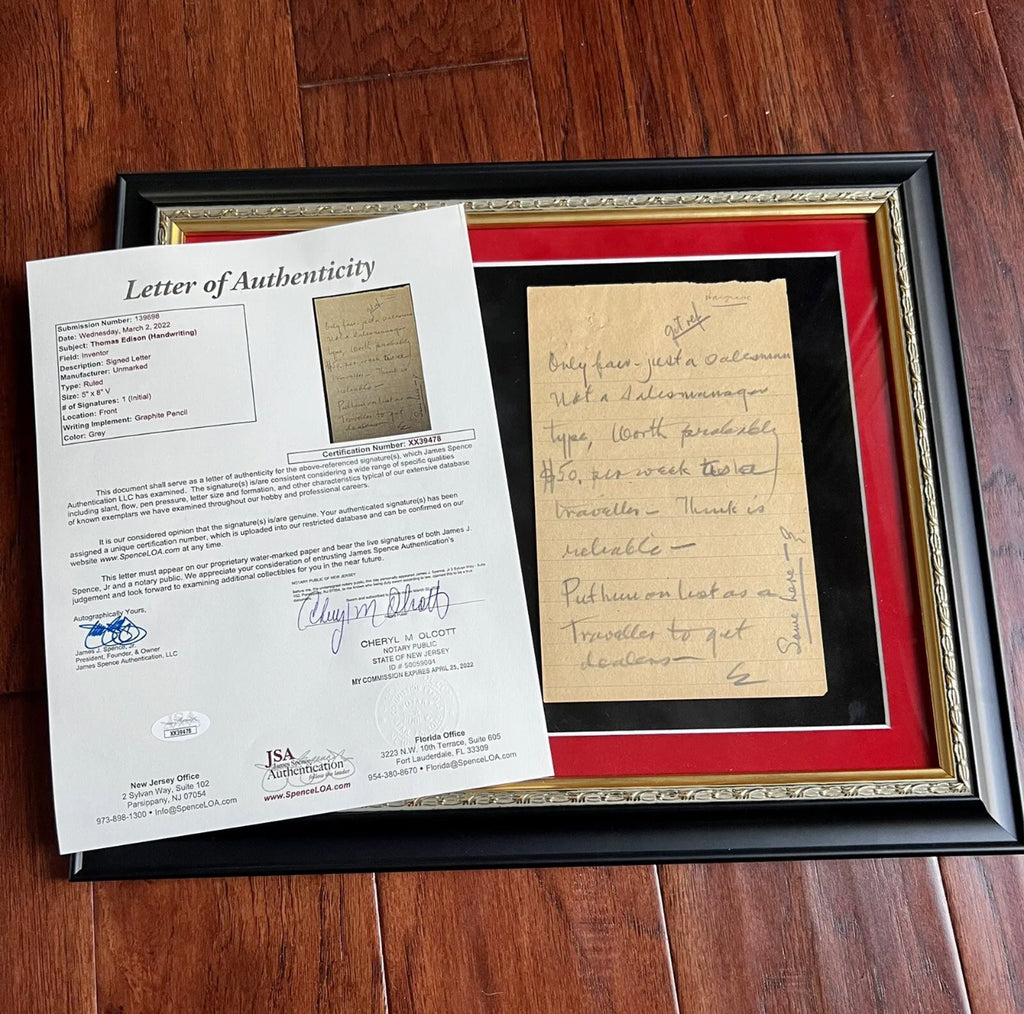 Letter of Authenticity
Submission Number: 139698
Date: Wednesday, March 2, 2022
Subject: Thomas Edison (Handwriting)
Field: Inventor
Description: Signed Letter
Manufacturer: Unmarked
Type: Ruled
Size: 5" x 8" V
# of Signatures: 1 (Initial)
Location: Front
Writing Implement: Graphite Pencil
Color: Grey
Certification Number: XX39478
This document shall serve as a letter of authenticity for the above-referenced signature(s), which James Spence
Authentication LLC has examined. The signature(s) is/are consistent considering a wide range of specific qualities
including slant, flow, pen pressure, letter size and formation, and other characteristics typical of our extensive database
of known exemplars we have examined throughout our hobby and professional careers.
It is our considered opinion that the signature(s) is/are genuine. Your authenticated signature(s) has been
assigned a unique certification number, which is uploaded into our restricted database and can be confirmed on our
website www.SpenceLOA.com at any time.
This letter must appear on our proprietary water-marked paper and bear the live signatures of both James J.
Spence, Jr and a notary public. We appreciate your consideration of entrusting James Spence Authentication's
judgement and look forward to examining additional collectibles for you in the near future.
NOTARY PUBLIC OF NEW JERSEY
Autographically Yours,
James J. Spence, Jr.
President, Founder, & Owner
James Spence Authentication, LLC
Cheryl M Olcott
CHERYL M OLCOTT
NOTARY PUBLIC
STATE OF NEW JERSEY
ID # 50059004
MY COMMISSION EXPIRES APRIL 25, 2022
XX39478
New Jersey Office
2 Sylvan Way, Suite 102
Parsippany, NJ 07054
973-898-1300 • Info@SpenceLOA.com
JSA
James Spence
Authentication
follow the leader
www.SpenceLOA.com
Florida Office
3223 N.W. 10th Terrace, Suite 605
Fort Lauderdale, FL 33309
954-380-8670 • Florida@SpenceLOA.com
Only fair - just a salesman
Not a salesmanager
type, Worth probably
$50. per week as a
traveller - Think is
reliable -
Put him on list as a
Traveller to get
dealers -
E
Same here - E